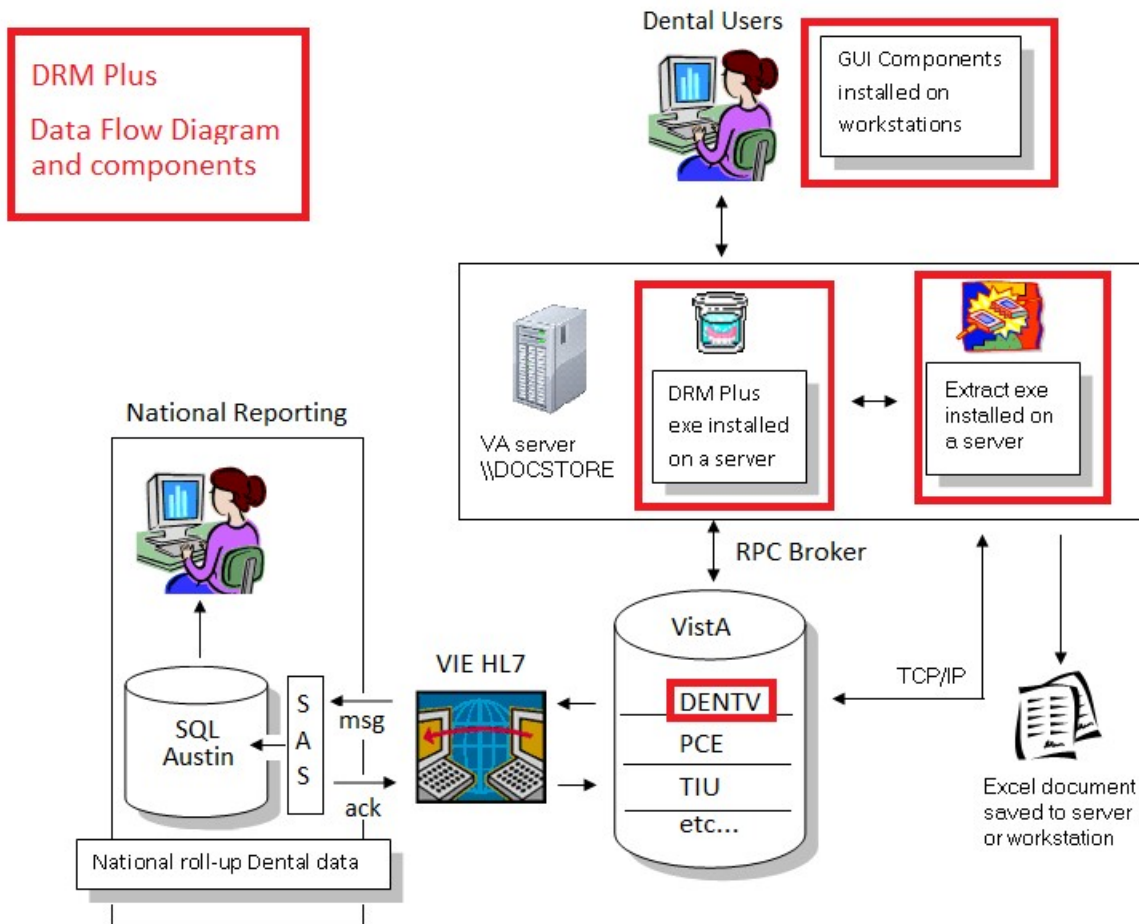 DRM Plus
Data Flow Diagram
and components
Dental Users
GUI Components
installed on
workstations
VA server
\\DOCSTORE
DRM Plus
exe installed
on a server
Extract exe
installed on
a server
National Reporting
RPC Broker
VistA
DENTV
PCE
TIU
etc...
TCP/IP
VIE HL7
msg
ack
SQL
Austin
S
A
S
Excel document
saved to server
or workstation
National roll-up Dental data